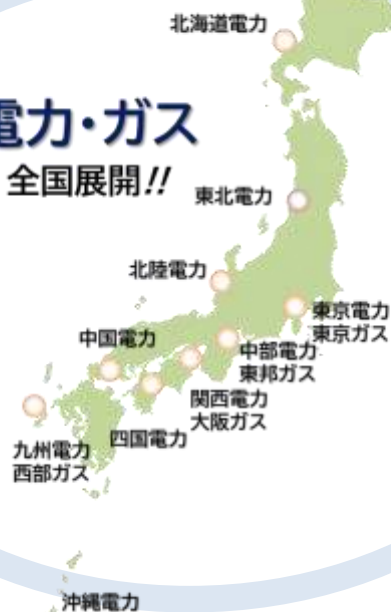 北海道電力
電力・ガス
全国展開!!
東北電力
北陸電力
東京電力
東京ガス
中国電力
中部電力
東邦ガス
関西電力
大阪ガス
四国電力
九州電力
西部ガス
沖縄電力